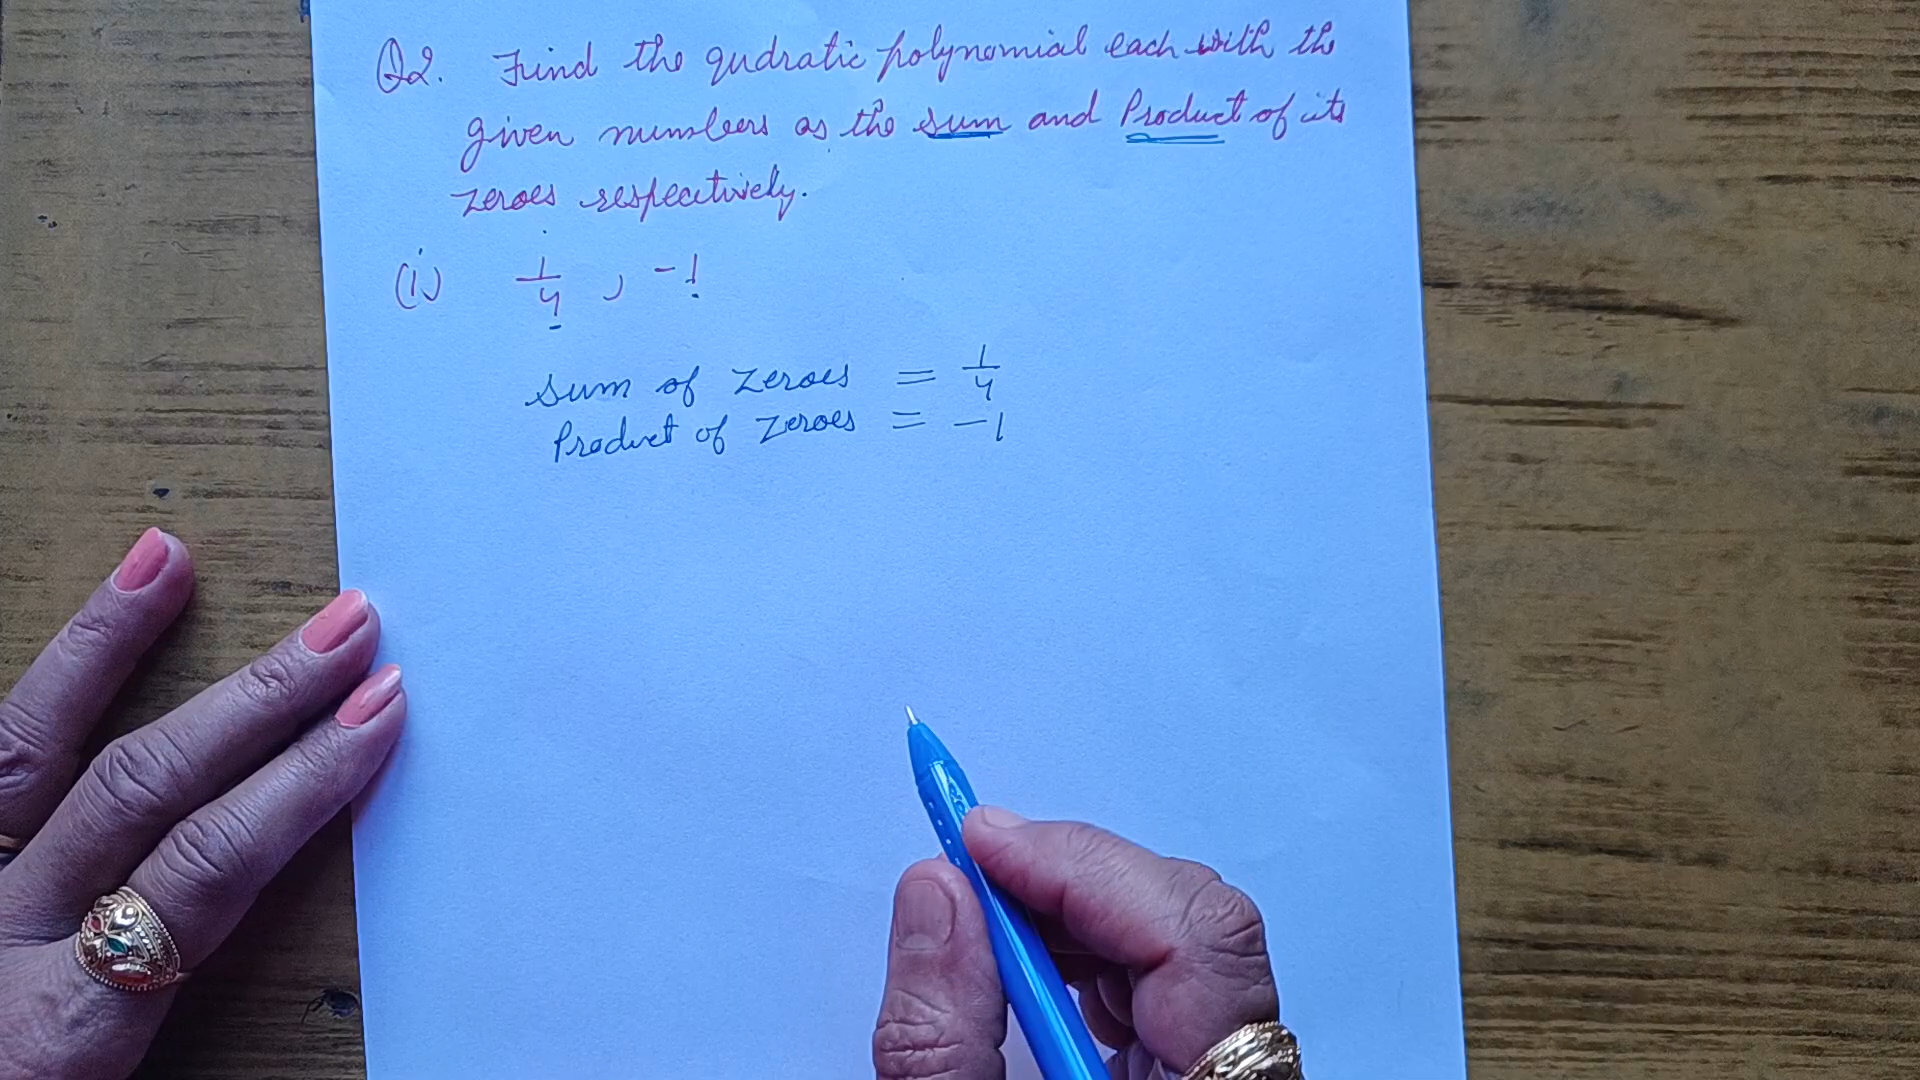 Q2. Find the qudratic polynomial each with the
given numbers as the sum and Product of its
zeroes respectively.
(i) 1/4 , -1
Sum of Zeroes = 1/4
Product of Zeroes = -1